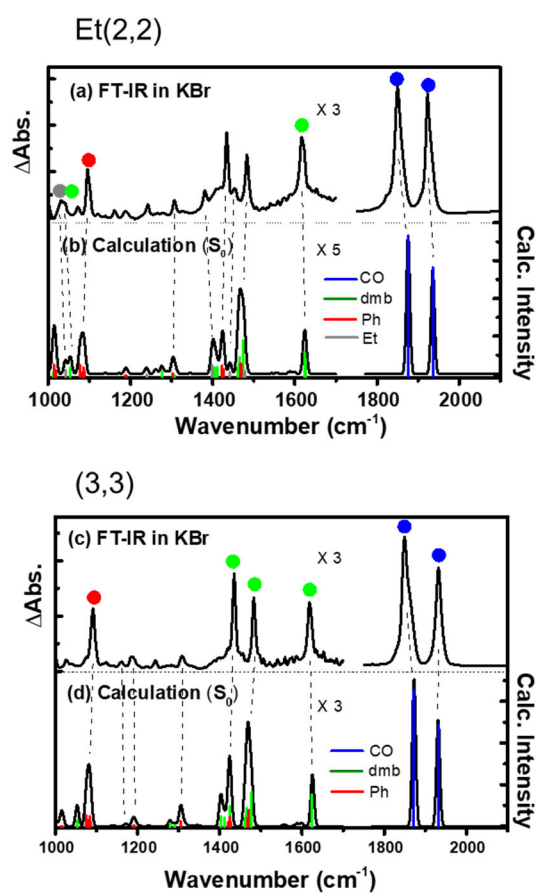 Et(2,2)
(a) FT-IR in KBr
X 3
ΔAbs.
(b) Calculation (S0)
X 5
CO
dmb
Ph
Et
Calc. Intensity
1000 1200 1400 1600 1800 2000
Wavenumber (cm-1)
(3,3)
(c) FT-IR in KBr
X 3
ΔAbs.
(d) Calculation (S0)
X 3
CO
dmb
Ph
Calc. Intensity
1000 1200 1400 1600 1800 2000
Wavenumber (cm-1)